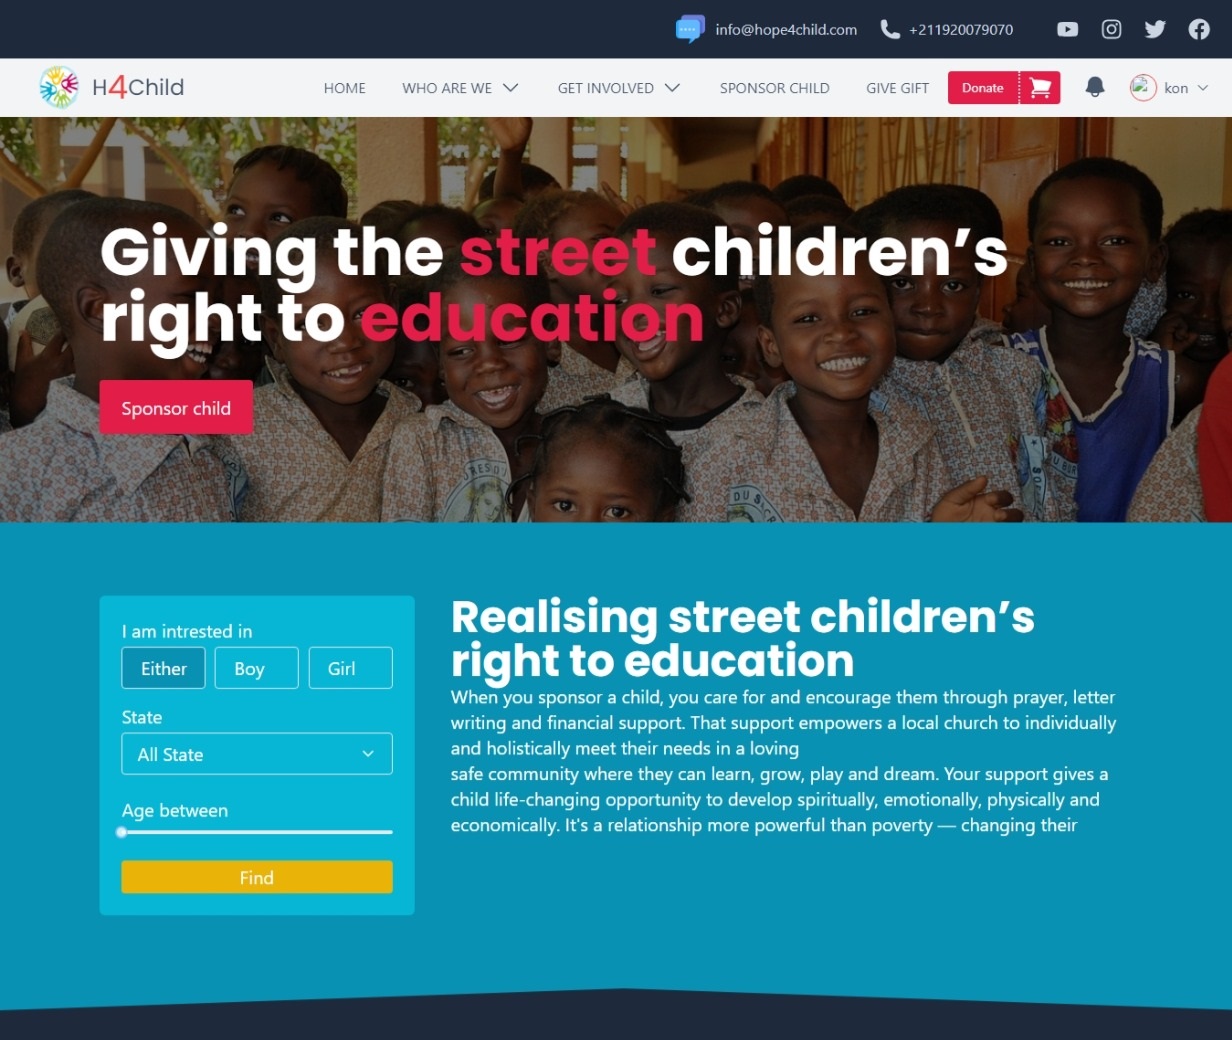 info@hope4child.com +211920079070
H4Child HOME WHO ARE WE GET INVOLVED SPONSOR CHILD GIVE GIFT Donate kon
Giving the street children’s
right to education
Sponsor child
I am intrested in
Either Boy Girl
State
All State
Age between
Find
Realising street children’s
right to education
When you sponsor a child, you care for and encourage them through prayer, letter
writing and financial support. That support empowers a local church to individually
and holistically meet their needs in a loving
safe community where they can learn, grow, play and dream. Your support gives a
child life-changing opportunity to develop spiritually, emotionally, physically and
economically. It's a relationship more powerful than poverty — changing their